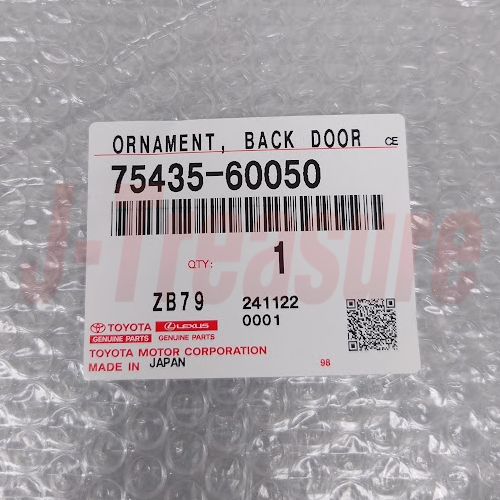 ORNAMENT, BACK DOOR CE
75435-60050
QTY: 1
ZB79 241122
0001
TOYOTA LEXUS
GENUINE PARTS GENUINE PARTS
TOYOTA MOTOR CORPORATION
MADE IN JAPAN 98
J-Treasure